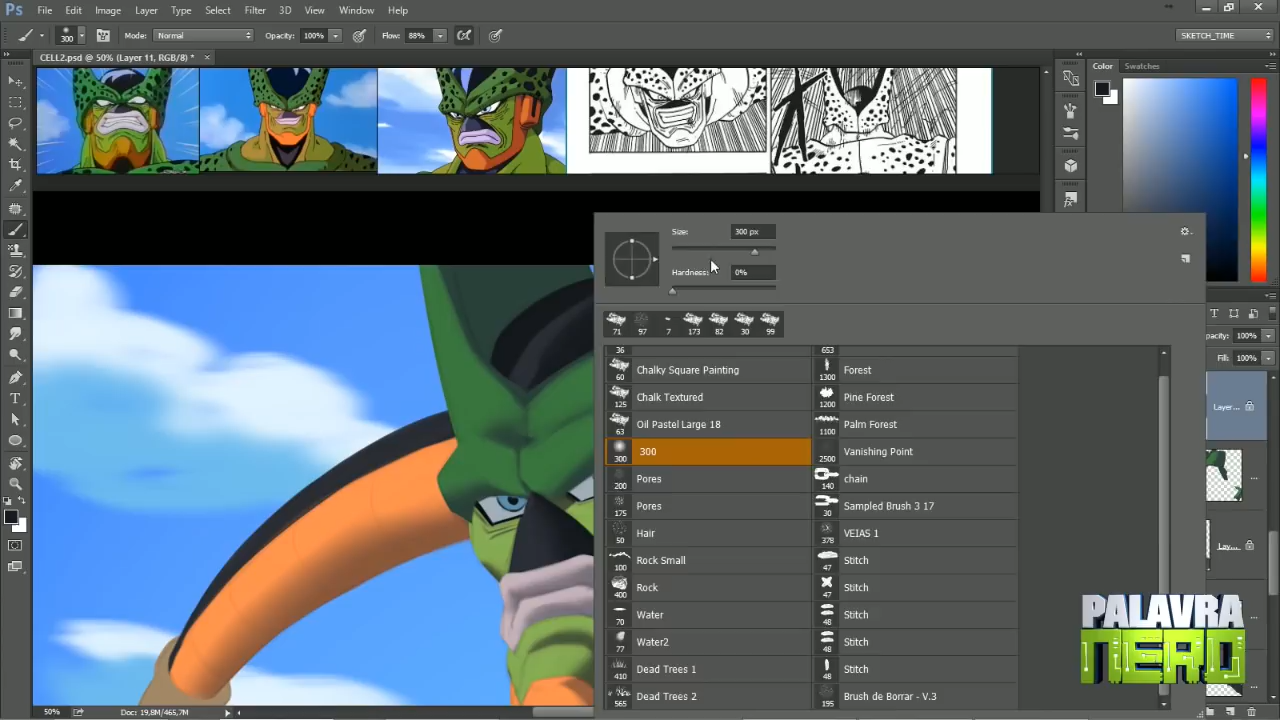 Ps File Edit Image Layer Type Select Filter 3D View Window Help
300 Mode: Normal Opacity: 100% Flow: 88% SKETCH_TIME
CELL2.psd @ 50% (Layer 11, RGB/8) * ×
Color Swatches
Size: 300 px
Hardness: 0%
71 97 7 173 82 30 99
36 653
60 Chalky Square Painting 1300 Forest
125 Chalk Textured 1200 Pine Forest
63 Oil Pastel Large 18 1100 Palm Forest
300 300 2500 Vanishing Point
200 Pores 140 chain
175 Pores 30 Sampled Brush 3 17
50 Hair 378 VEIAS 1
100 Rock Small 47 Stitch
400 Rock 47 Stitch
70 Water 48 Stitch
77 Water2 48 Stitch
410 Dead Trees 1 48 Stitch
565 Dead Trees 2 195 Brush de Borrar - V.3
pacity: 100%
Fill: 100%
Layer...
Lay...
PALAVRA
NERD
50% Doc: 19,8M/465,7M